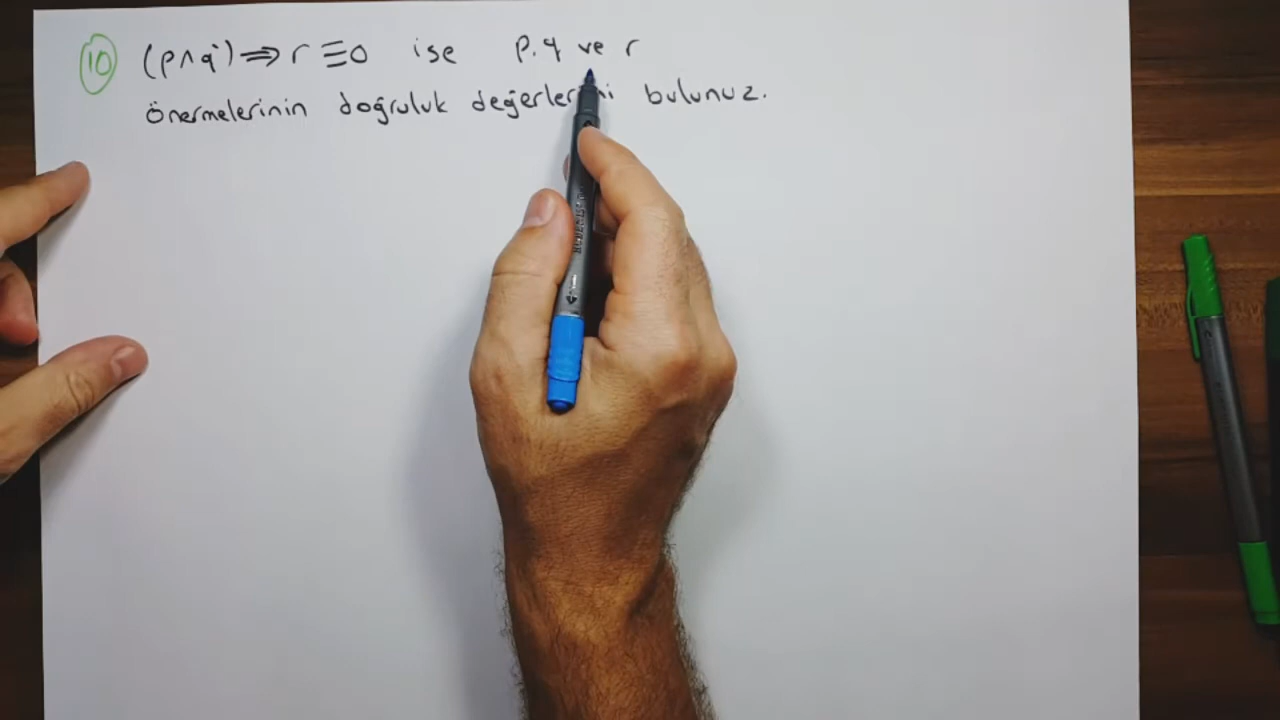 10 (p∧q')⇒r≡0 ise p.q ve r
önermelerinin doğruluk değerlerini bulunuz.